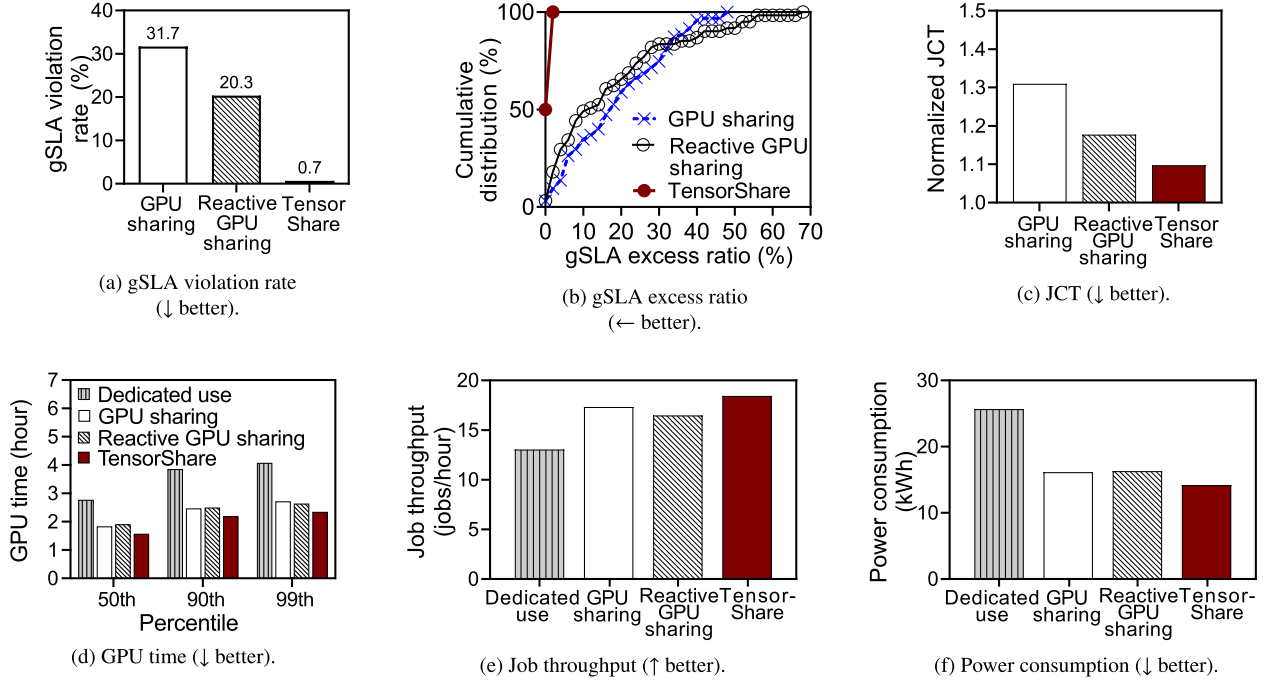 gSLA violation
rate (%)
40
30
20
10
0
31.7
20.3
0.7
GPU
sharing
Reactive
GPU
sharing
Tensor
Share
(a) gSLA violation rate
(↓ better).
Cumulative
distribution (%)
100
50
0
GPU sharing
Reactive GPU
sharing
TensorShare
0 10 20 30 40 50 60 70
gSLA excess ratio (%)
(b) gSLA excess ratio
(← better).
Normalized JCT
1.5
1.4
1.3
1.2
1.1
1.0
GPU
sharing
Reactive
GPU
sharing
Tensor
Share
(c) JCT (↓ better).
GPU time (hour)
7
6
5
4
3
2
1
0
Dedicated use
GPU sharing
Reactive GPU sharing
TensorShare
50th 90th 99th
Percentile
(d) GPU time (↓ better).
Job throughput
(jobs/hour)
20
15
10
5
0
Dedicated
use
GPU
sharing
Reactive
GPU
sharing
Tensor-
Share
(e) Job throughput (↑ better).
Power consumption
(kWh)
30
20
10
0
Dedicated
use
GPU
sharing
Reactive
GPU
sharing
Tensor-
Share
(f) Power consumption (↓ better).